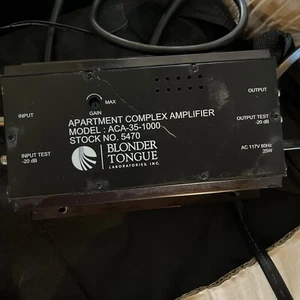 MAX
GAIN
APARTMENT COMPLEX AMPLIFIER
MODEL : ACA-35-1000
STOCK NO. 5470
BLONDER
TONGUE
LABORATORIES, INC.
INPUT
INPUT TEST
-20 dB
OUTPUT
OUTPUT TEST
-20 dB
AC 117V 60Hz
25W